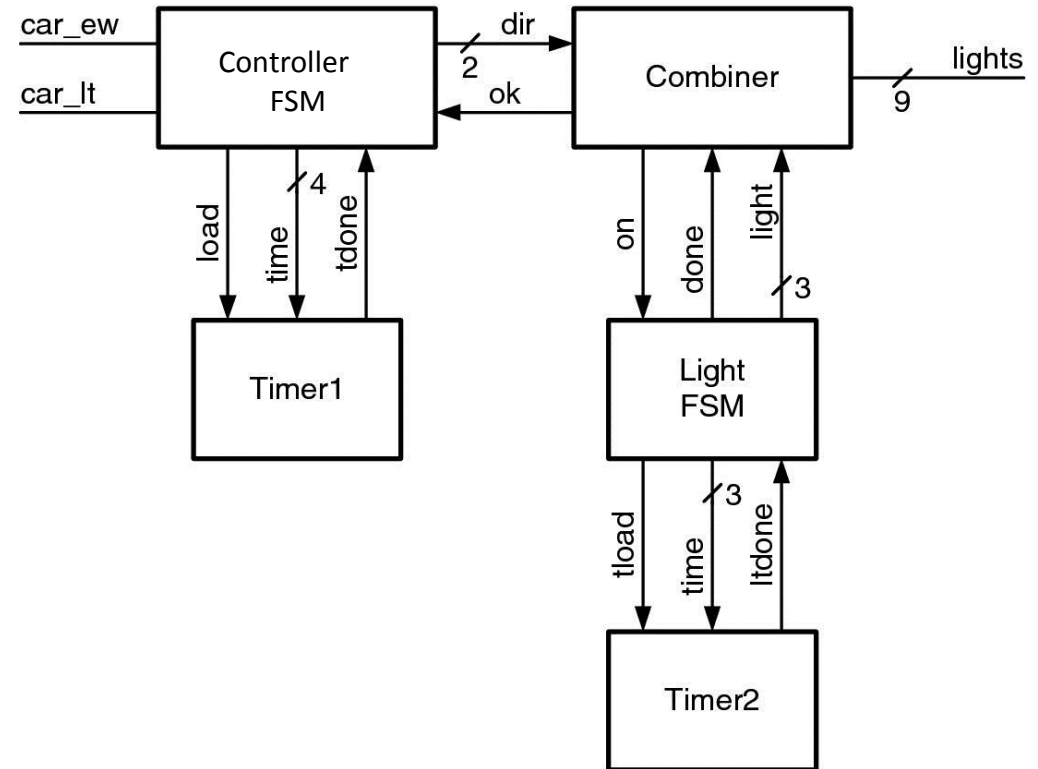 car_ew
car_lt
Controller
FSM
dir
2
ok
Combiner
lights
9
load
time
4
tdone
on
done
light
3
Timer1
Light
FSM
tload
time
3
ltdone
Timer2